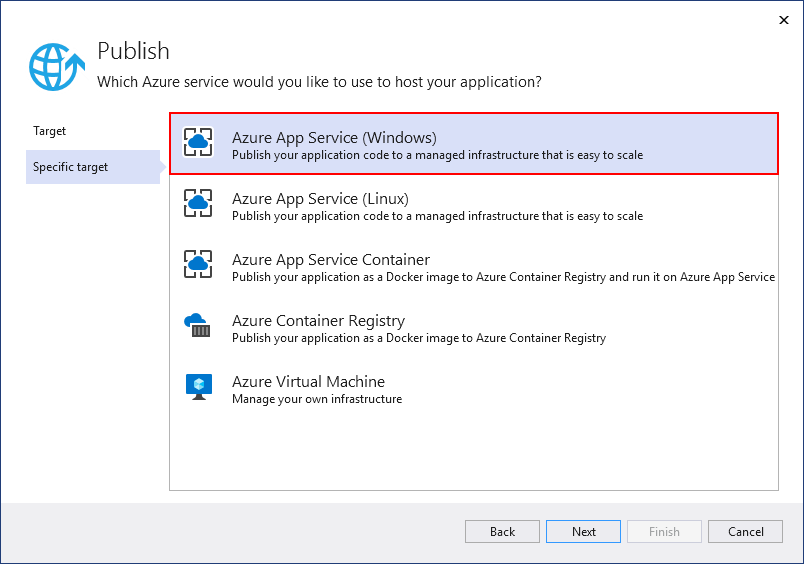 Publish
Which Azure service would you like to use to host your application?
Target
Specific target
Azure App Service (Windows)
Publish your application code to a managed infrastructure that is easy to scale
Azure App Service (Linux)
Publish your application code to a managed infrastructure that is easy to scale
Azure App Service Container
Publish your application as a Docker image to Azure Container Registry and run it on Azure App Service
Azure Container Registry
Publish your application as a Docker image to Azure Container Registry
Azure Virtual Machine
Manage your own infrastructure
Back
Next
Finish
Cancel